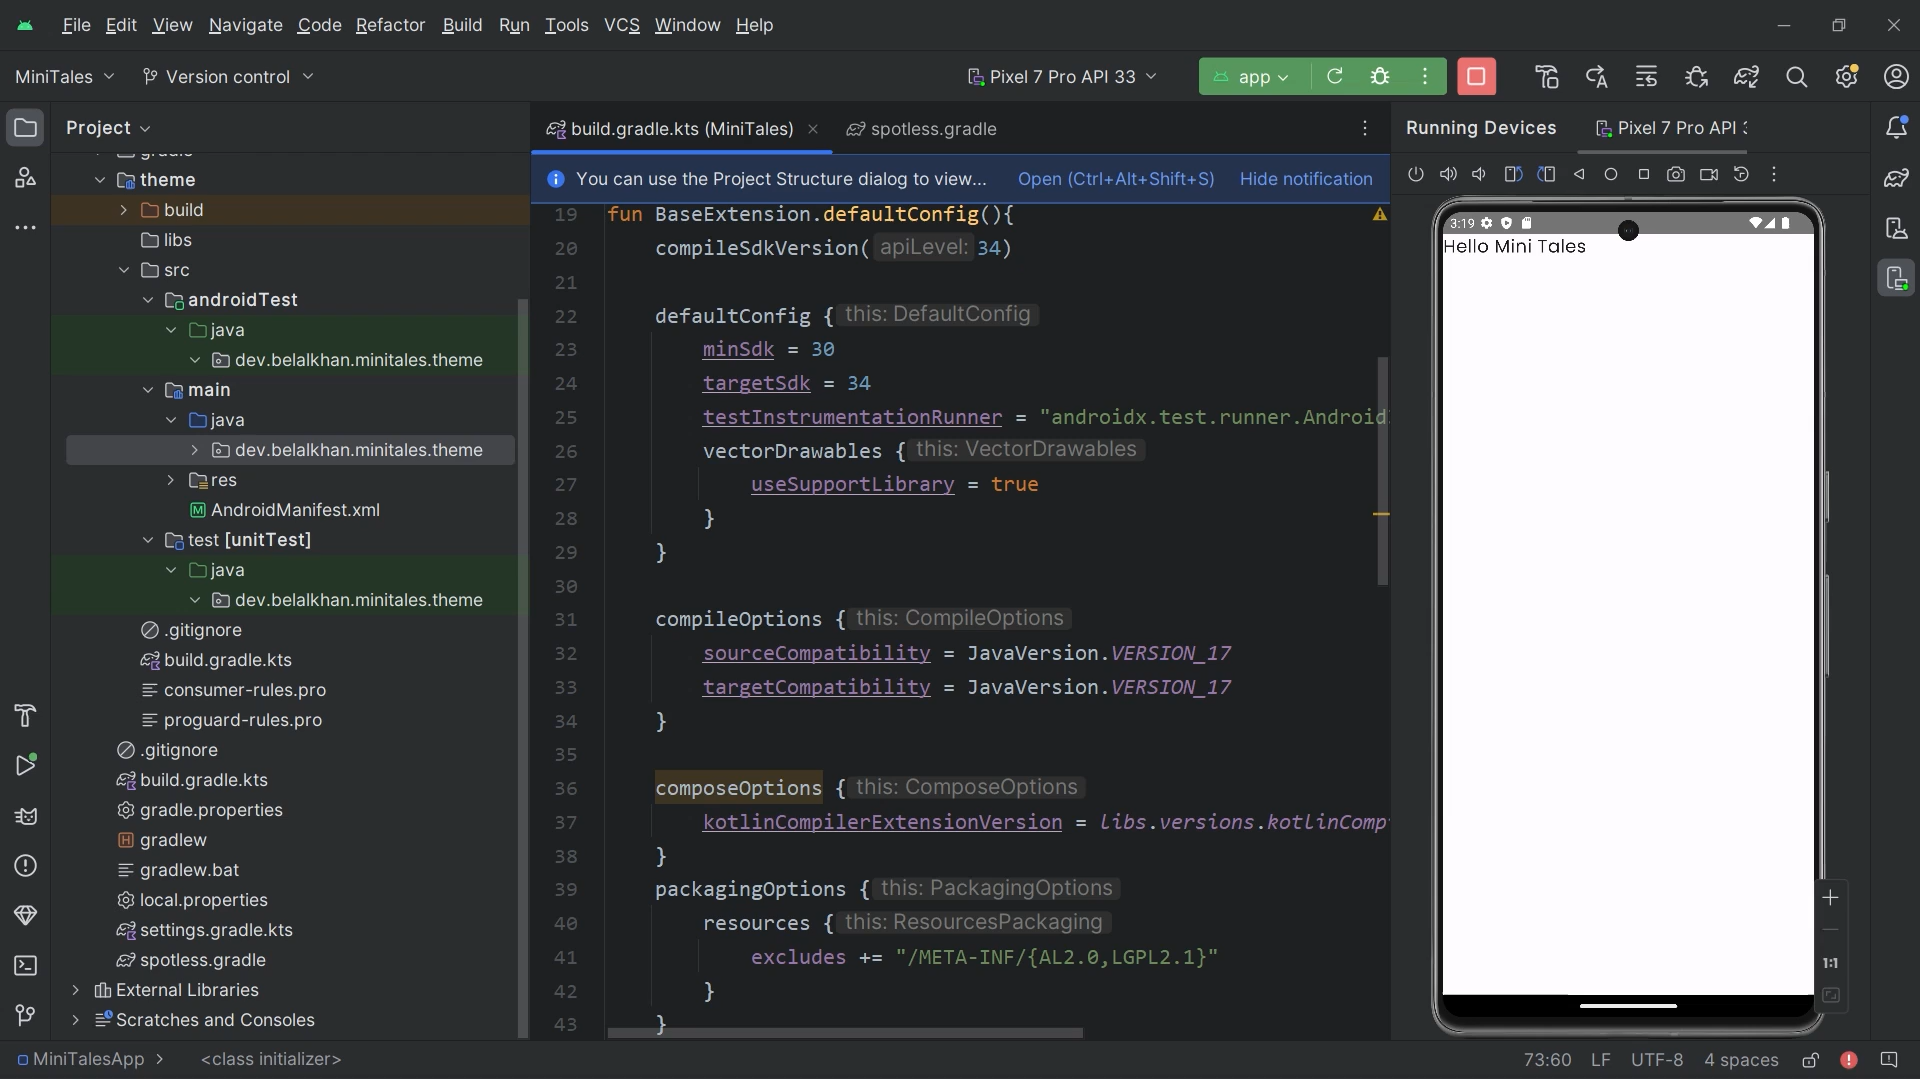 File Edit View Navigate Code Refactor Build Run Tools VCS Window Help
MiniTales Version control Pixel 7 Pro API 33 app
Project
build.gradle.kts (MiniTales) spotless.gradle
Running Devices Pixel 7 Pro API
gradle
theme
build
libs
src
androidTest
java
dev.belalkhan.minitales.theme
main
java
dev.belalkhan.minitales.theme
res
AndroidManifest.xml
test [unitTest]
java
dev.belalkhan.minitales.theme
.gitignore
build.gradle.kts
consumer-rules.pro
proguard-rules.pro
.gitignore
build.gradle.kts
gradle.properties
gradlew
gradlew.bat
local.properties
settings.gradle.kts
spotless.gradle
External Libraries
Scratches and Consoles
You can use the Project Structure dialog to view... Open (Ctrl+Alt+Shift+S) Hide notification
19 fun BaseExtension.defaultConfig(){
20 compileSdkVersion( apiLevel: 34)
21
22 defaultConfig { this: DefaultConfig
23 minSdk = 30
24 targetSdk = 34
25 testInstrumentationRunner = "androidx.test.runner.Android
26 vectorDrawables { this: VectorDrawables
27 useSupportLibrary = true
28 }
29 }
30
31 compileOptions { this: CompileOptions
32 sourceCompatibility = JavaVersion.VERSION_17
33 targetCompatibility = JavaVersion.VERSION_17
34 }
35
36 composeOptions { this: ComposeOptions
37 kotlinCompilerExtensionVersion = libs.versions.kotlinComp
38 }
39 packagingOptions { this: PackagingOptions
40 resources { this: ResourcesPackaging
41 excludes += "/META-INF/{AL2.0,LGPL2.1}"
42 }
43 }
3:19
Hello Mini Tales
1:1
MiniTalesApp <class initializer>
73:60 LF UTF-8 4 spaces